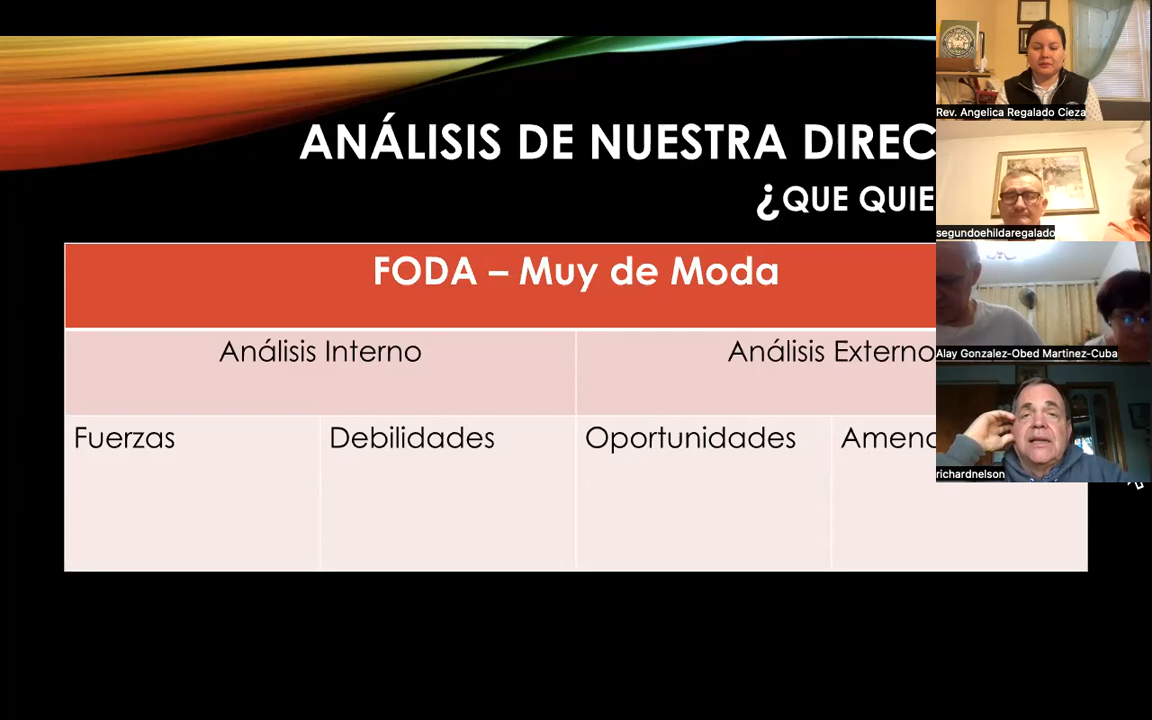 ANÁLISIS DE NUESTRA DIREC
¿QUE QUIE
FODA – Muy de Moda
Análisis Interno
Análisis Externo
Fuerzas
Debilidades
Oportunidades
Amena
Rev. Angelica Regalado Cieza
segundoehildaregalado
Alay Gonzalez-Obed Martinez-Cuba
richardnelson